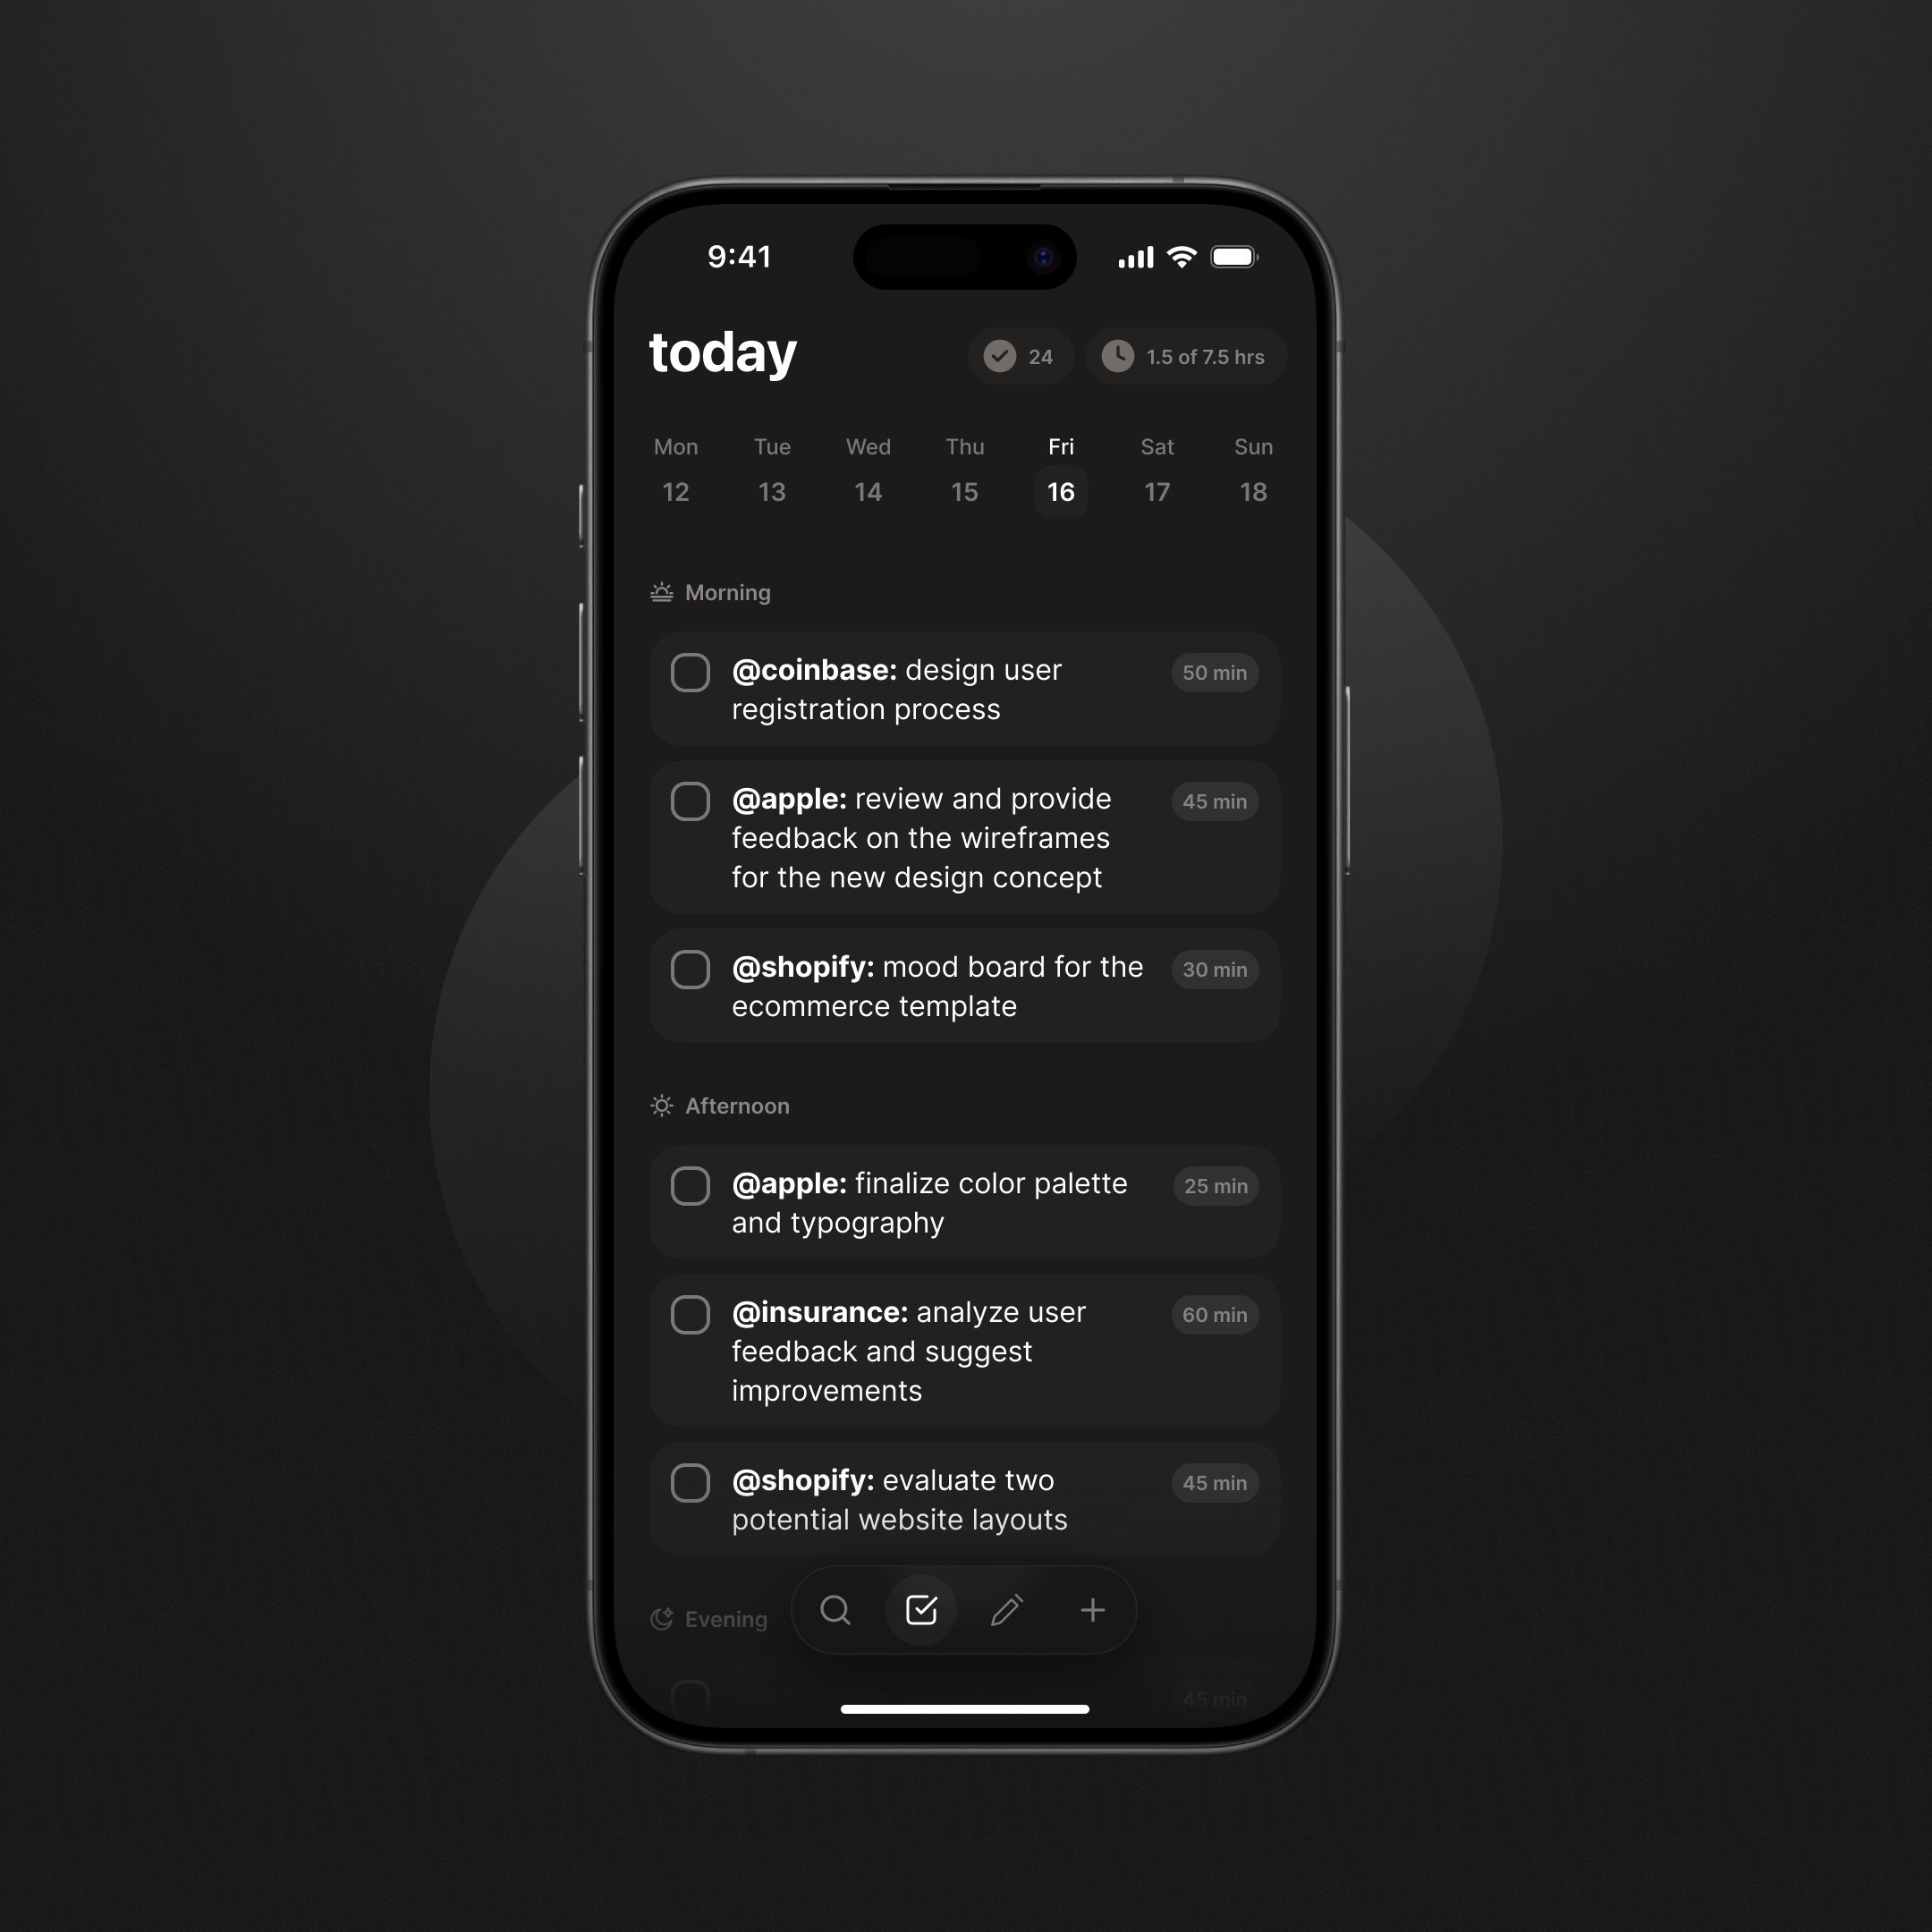 9:41
today
24
1.5 of 7.5 hrs
Mon Tue Wed Thu Fri Sat Sun
12 13 14 15 16 17 18
Morning
@coinbase: design user
registration process
50 min
@apple: review and provide
feedback on the wireframes
for the new design concept
45 min
@shopify: mood board for the
ecommerce template
30 min
Afternoon
@apple: finalize color palette
and typography
25 min
@insurance: analyze user
feedback and suggest
improvements
60 min
@shopify: evaluate two
potential website layouts
45 min
Evening
45 min